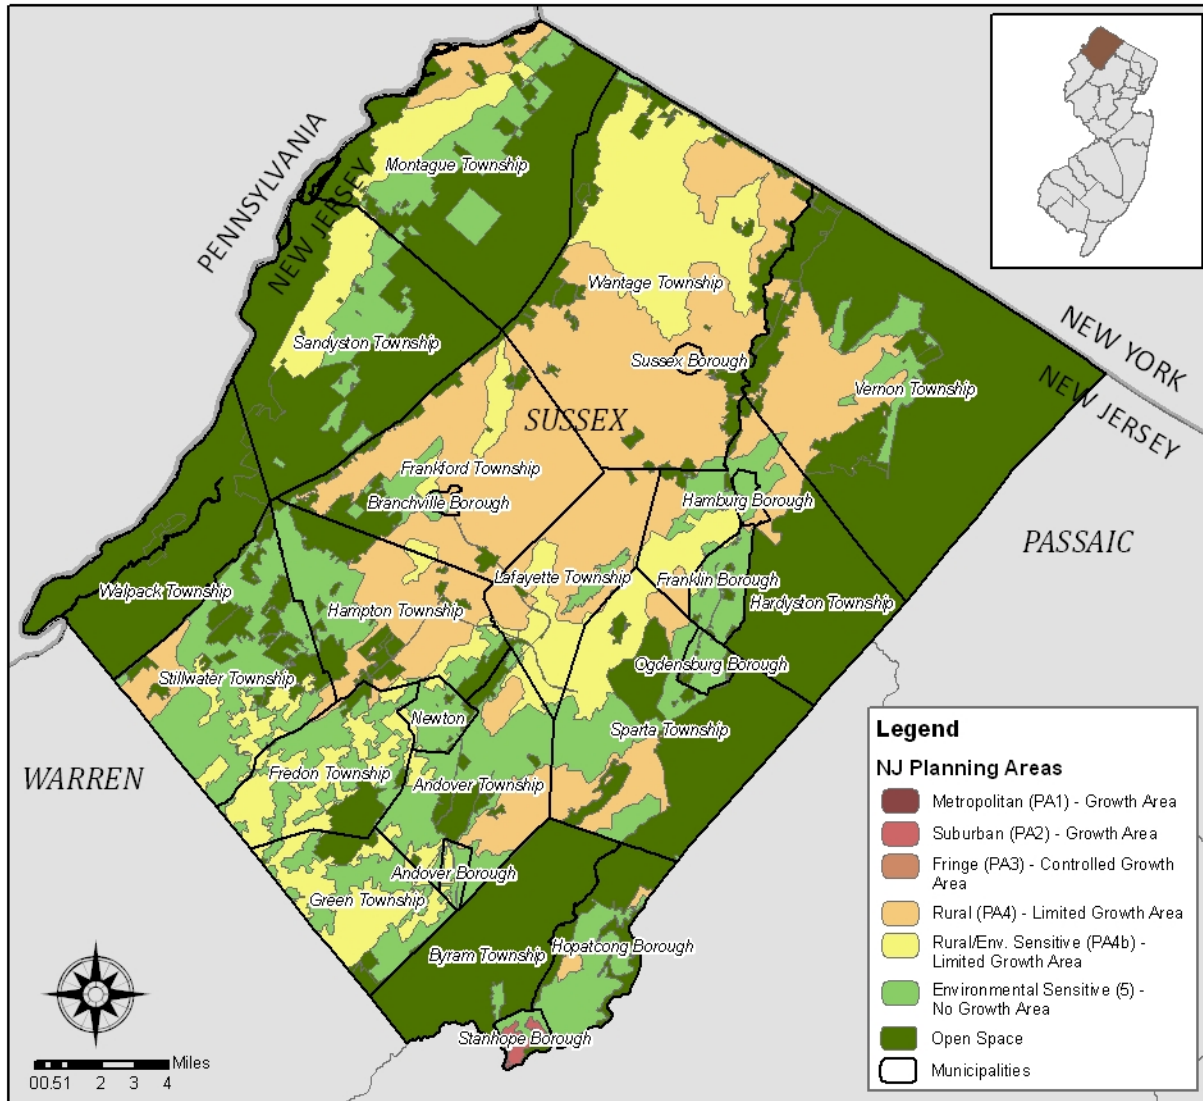 PENNSYLVANIA
NEW JERSEY
Montague Township
Wantage Township
NEW YORK
NEW JERSEY
Sandyston Township
Sussex Borough
Vernon Township
SUSSEX
Frankford Township
Branchville Borough
Hamburg Borough
PASSAIC
Walpack Township
Hampton Township
Lafayette Township
Franklin Borough
Hardyston Township
Stillwater Township
Ogdensburg Borough
Newton
Sparta Township
WARREN
Fredon Township
Andover Township
Andover Borough
Green Township
Byram Township
Hopatcong Borough
Stanhope Borough
Miles
00.51 2 3 4
Legend
NJ Planning Areas
Metropolitan (PA1) - Growth Area
Suburban (PA2) - Growth Area
Fringe (PA3) - Controlled Growth
Area
Rural (PA4) - Limited Growth Area
Rural/Env. Sensitive (PA4b) -
Limited Growth Area
Environmental Sensitive (5) -
No Growth Area
Open Space
Municipalities